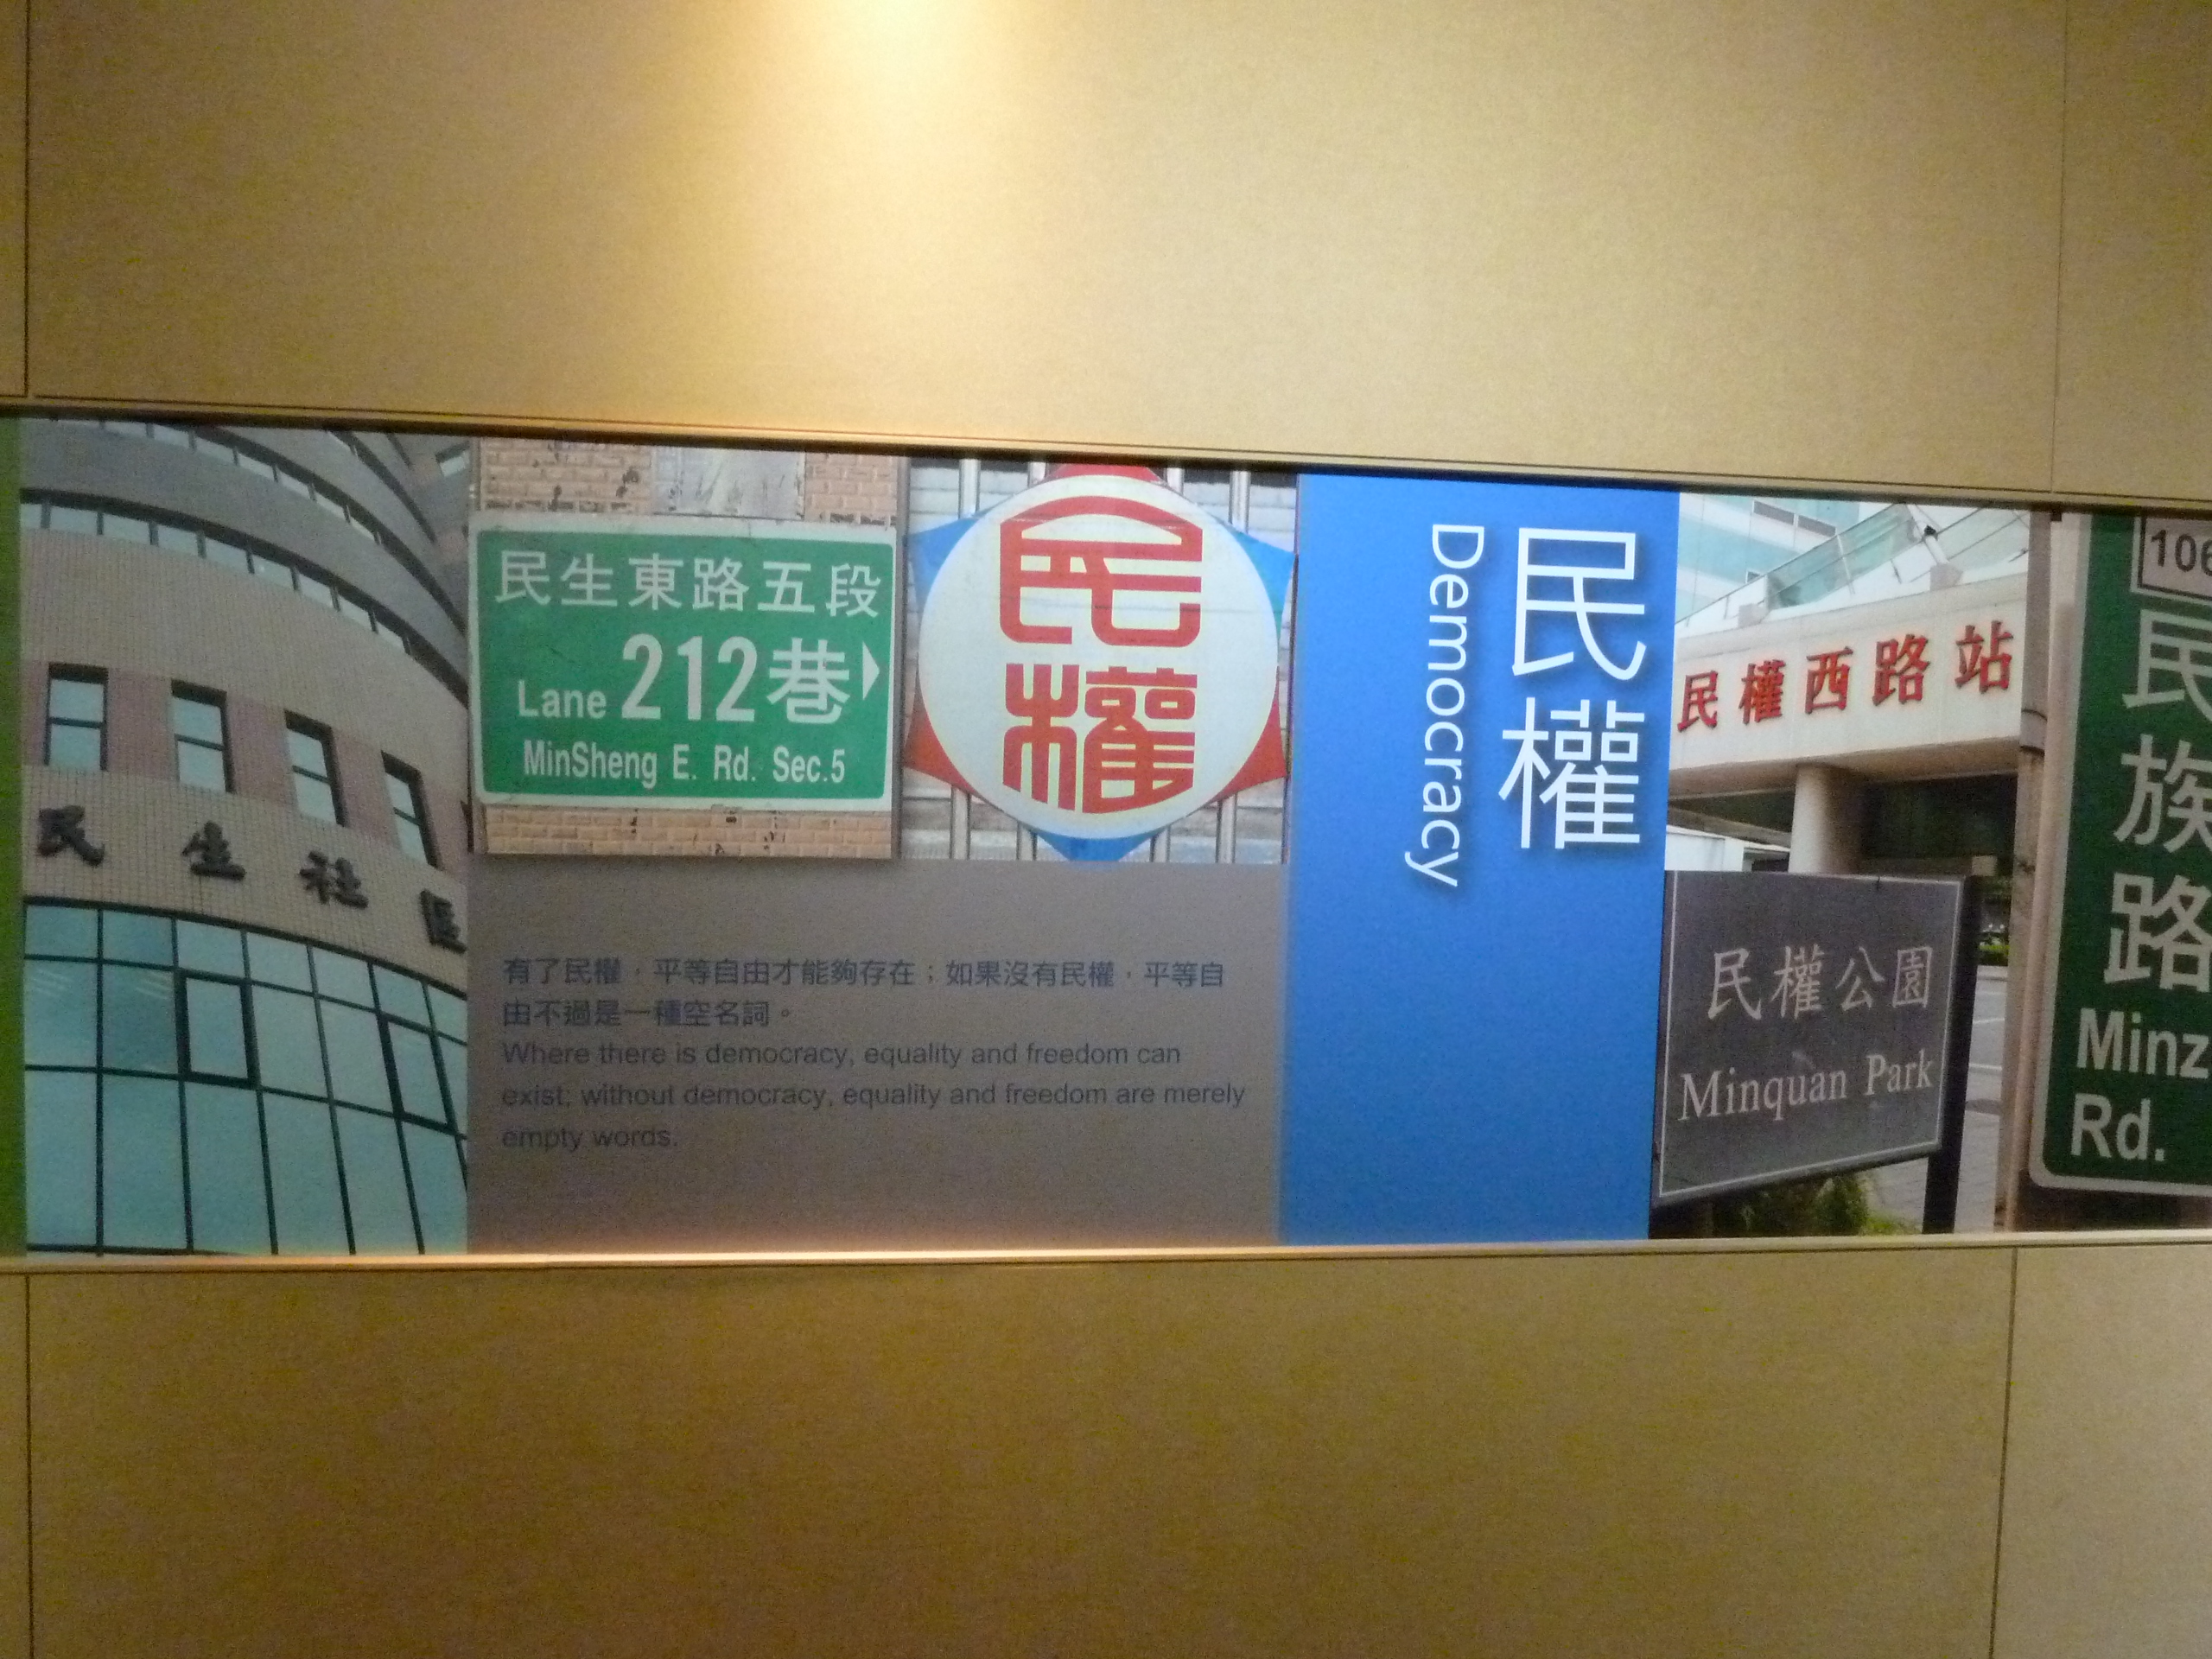 民生社區
民生東路五段
Lane 212巷
MinSheng E. Rd. Sec.5
民權
有了民權，平等自由才能夠存在；如果沒有民權，平等自
由不過是一種空名詞。
Where there is democracy, equality and freedom can
exist; without democracy, equality and freedom are merely
empty words.
民權
Democracy
民權西路站
民權公園
Minquan Park
106
民族路
Minz
Rd.